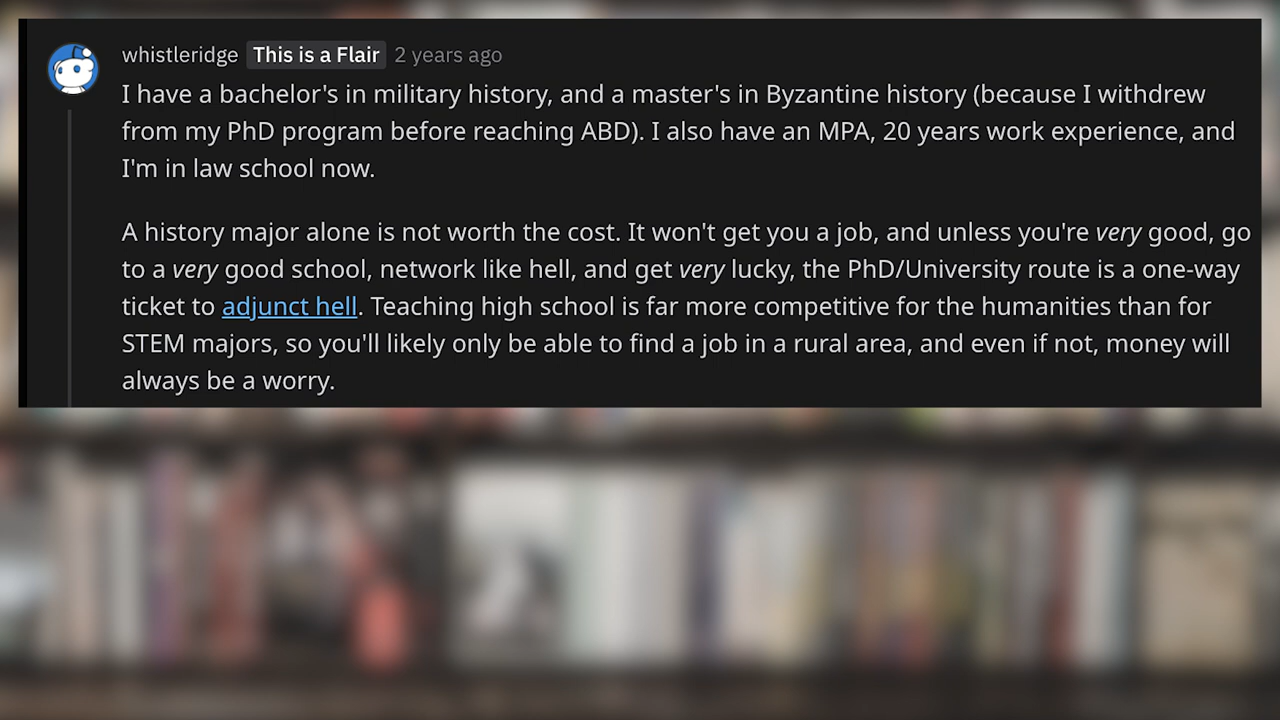 whistleridge This is a Flair 2 years ago
I have a bachelor's in military history, and a master's in Byzantine history (because I withdrew
from my PhD program before reaching ABD). I also have an MPA, 20 years work experience, and
I'm in law school now.
A history major alone is not worth the cost. It won't get you a job, and unless you're very good, go
to a very good school, network like hell, and get very lucky, the PhD/University route is a one-way
ticket to adjunct hell. Teaching high school is far more competitive for the humanities than for
STEM majors, so you'll likely only be able to find a job in a rural area, and even if not, money will
always be a worry.